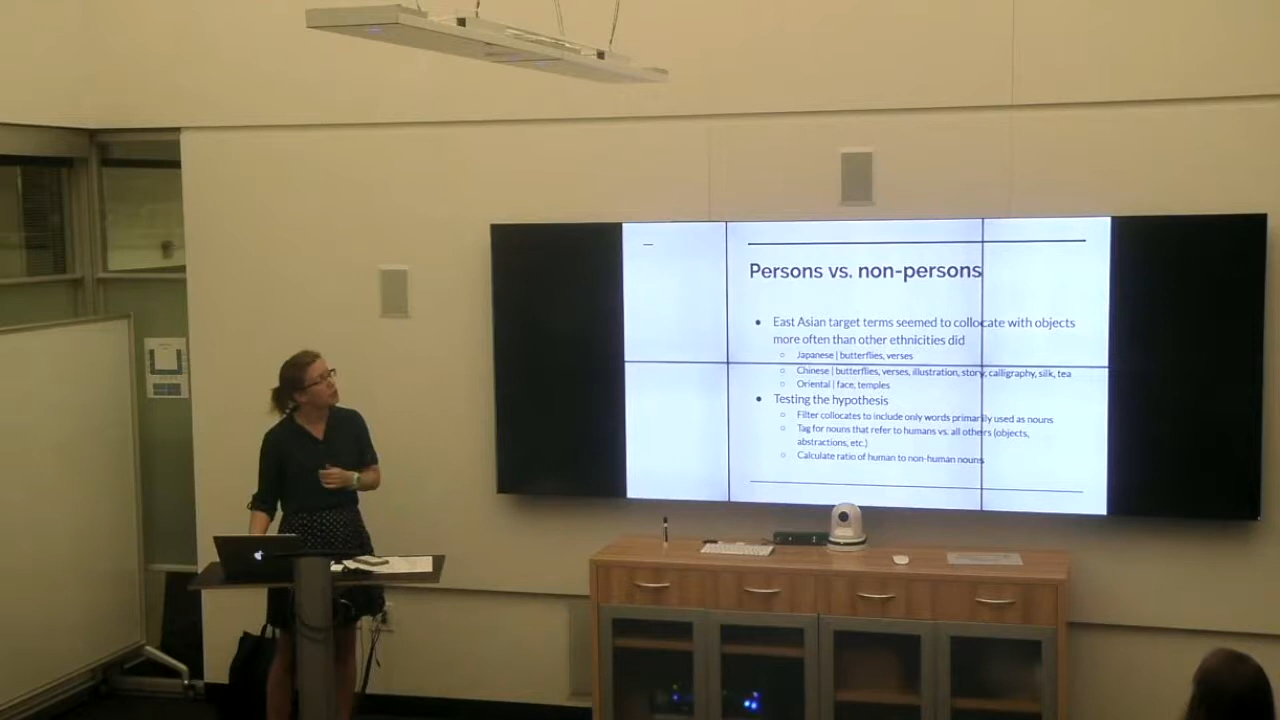 Persons vs. non-persons
East Asian target terms seemed to collocate with objects
more often than other ethnicities did
Japanese | butterflies, verses
Chinese | butterflies, verses, illustration, story, calligraphy, silk, tea
Oriental | face, temples
Testing the hypothesis
Filter collocates to include only words primarily used as nouns
Tag for nouns that refer to humans vs. all others (objects,
abstractions, etc.)
Calculate ratio of human to non-human nouns